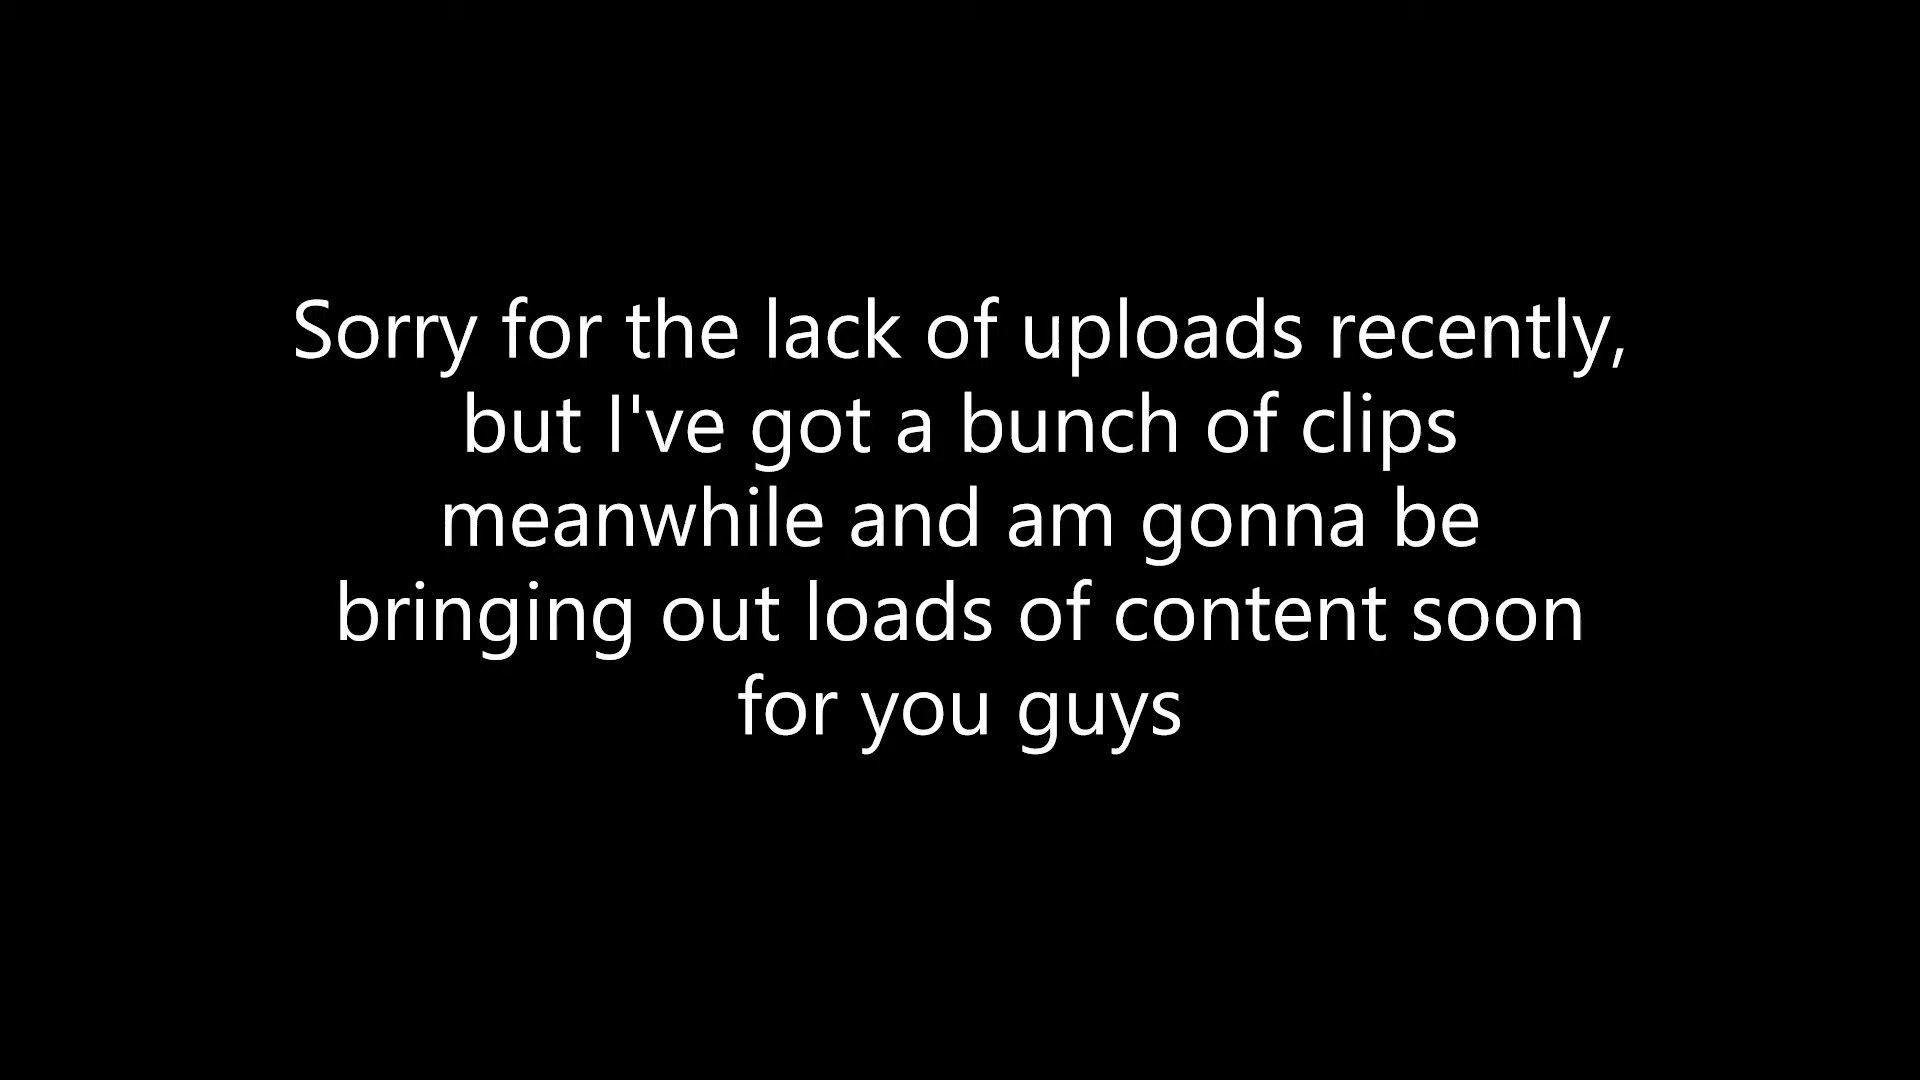 Sorry for the lack of uploads recently,
but I've got a bunch of clips
meanwhile and am gonna be
bringing out loads of content soon
for you guys